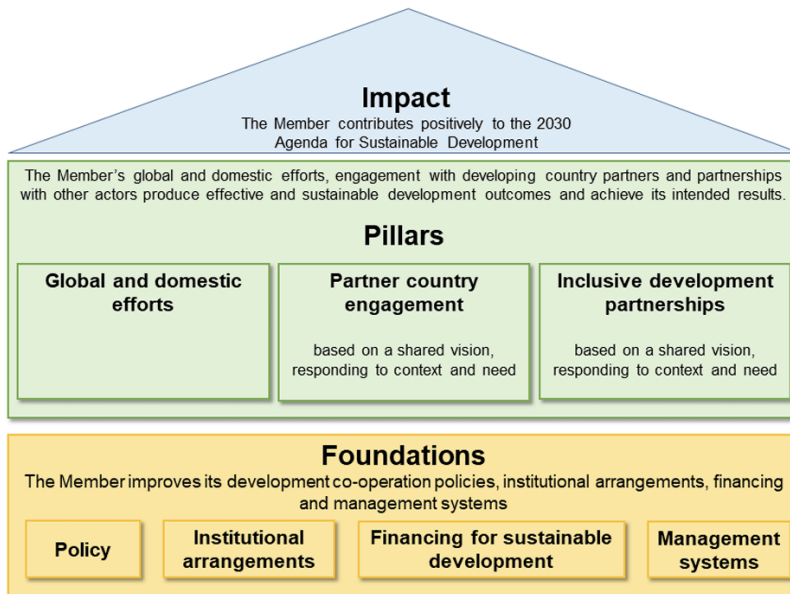 Impact
The Member contributes positively to the 2030
Agenda for Sustainable Development
The Member's global and domestic efforts, engagement with developing country partners and partnerships
with other actors produce effective and sustainable development outcomes and achieve its intended results.
Pillars
Global and domestic
efforts
Partner country
engagement
based on a shared vision,
responding to context and need
Inclusive development
partnerships
based on a shared vision,
responding to context and need
Foundations
The Member improves its development co-operation policies, institutional arrangements, financing
and management systems
Policy
Institutional
arrangements
Financing for sustainable
development
Management
systems